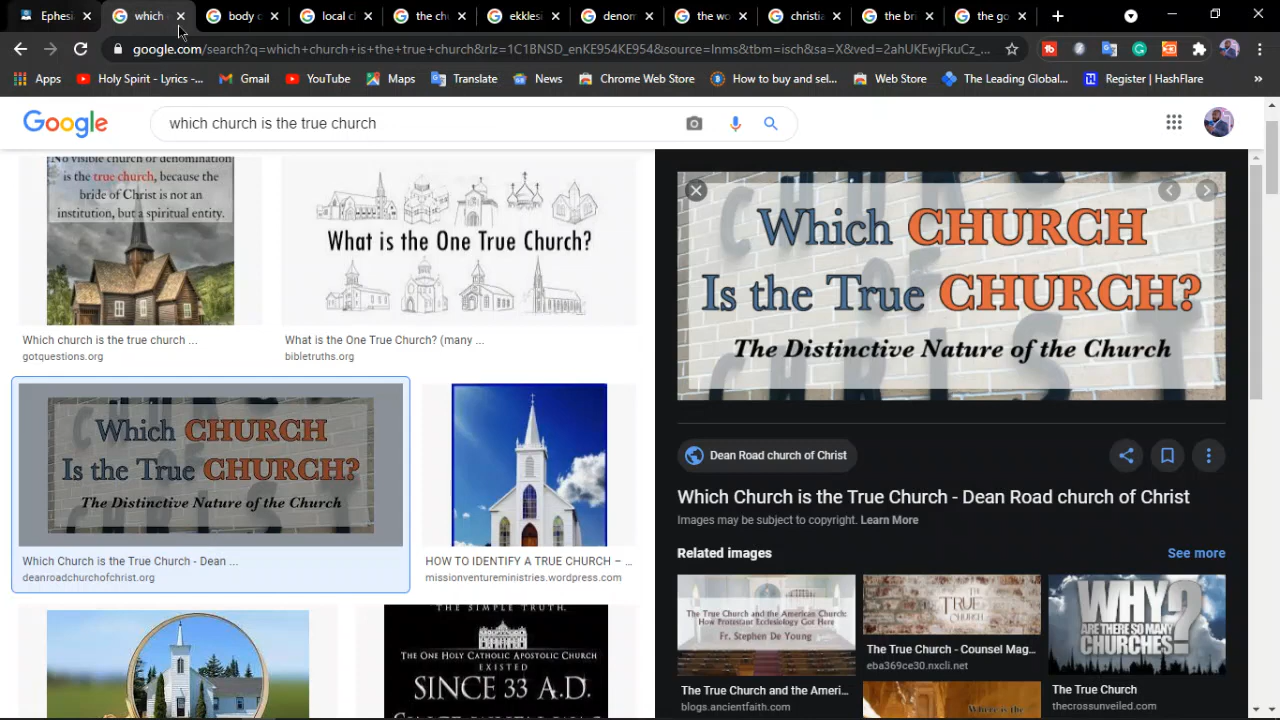 Ephesi
which
body c
local cl
the chu
ekklesi
denom
the wo
christia
the bri
the go
google.com/search?q=which+church+is+the+true+church&rlz=1C1BNSD_enKE954KE954&source=lnms&tbm=isch&sa=X&ved=2ahUKEwjFkuCz_...
Apps
Holy Spirit - Lyrics -...
Gmail
YouTube
Maps
Translate
News
Chrome Web Store
How to buy and sel...
Web Store
The Leading Global...
Register | HashFlare
Google
which church is the true church
No visible church or denomination
is the true church, because the
bride of Christ is not an
institution, but a spiritual entity.
Which church is the true church ...
gotquestions.org
What is the One True Church?
What is the One True Church? (many ...
bibletruths.org
Which CHURCH
Is the True CHURCH?
The Distinctive Nature of the Church
Which Church is the True Church - Dean ...
deanroadchurchofchrist.org
HOW TO IDENTIFY A TRUE CHURCH – ...
missionventureministries.wordpress.com
THE SIMPLE TRUTH.
THE ONE HOLY CATHOLIC APOSTOLIC CHURCH
EXISTED
SINCE 33 A.D.
Which CHURCH
Is the True CHURCH?
The Distinctive Nature of the Church
Dean Road church of Christ
Which Church is the True Church - Dean Road church of Christ
Images may be subject to copyright. Learn More
Related images
See more
The True Church and the American Church:
How Protestant Ecclesiology Got Here
Fr. Stephen De Young
The True Church and the Ameri...
blogs.ancientfaith.com
THE
TRUE
CHURCH
The True Church - Counsel Mag...
eba369ce30.nxcli.net
WHY
ARE THERE SO MANY
CHURCHES?
The True Church
thecrossunveiled.com
Where is the